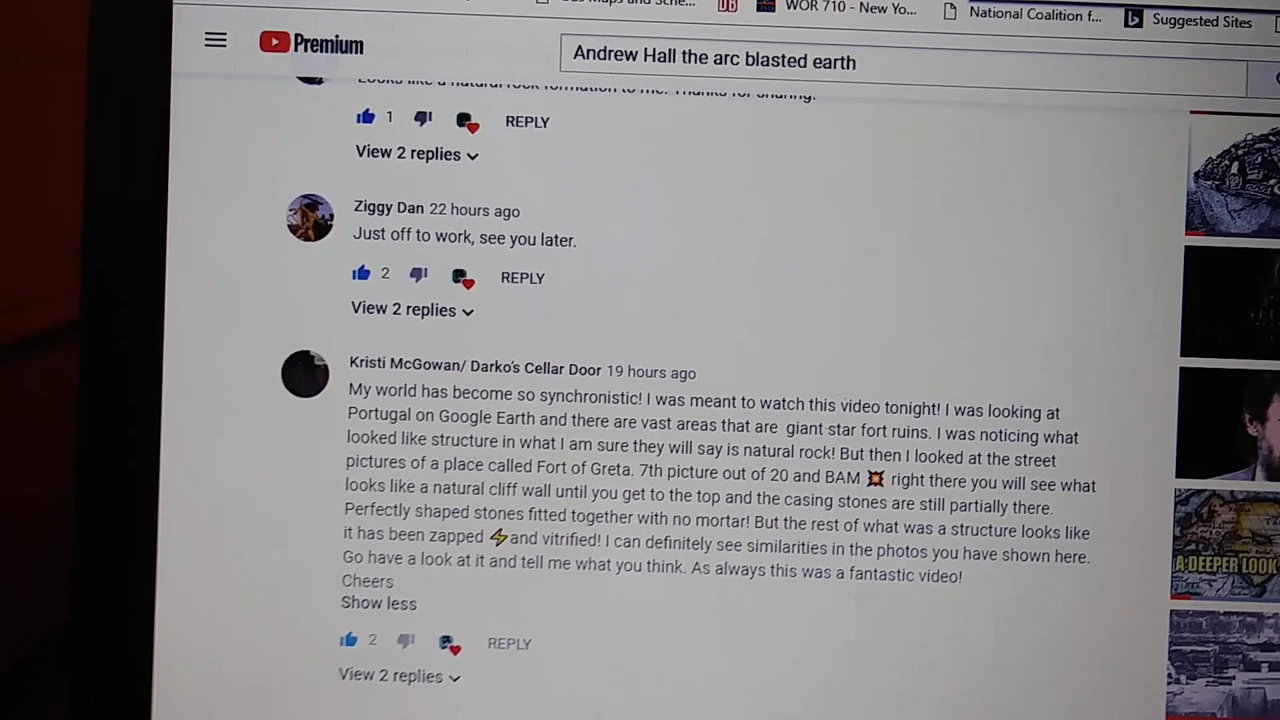 WOR 710 - New Yo...
National Coalition f...
Suggested Sites
Premium
Andrew Hall the arc blasted earth
Looks like a natural rock formation to me. Thanks for sharing.
1 REPLY
View 2 replies
Ziggy Dan 22 hours ago
Just off to work, see you later.
2 REPLY
View 2 replies
Kristi McGowan/ Darko's Cellar Door 19 hours ago
My world has become so synchronistic! I was meant to watch this video tonight! I was looking at
Portugal on Google Earth and there are vast areas that are giant star fort ruins. I was noticing what
looked like structure in what I am sure they will say is natural rock! But then I looked at the street
pictures of a place called Fort of Greta. 7th picture out of 20 and BAM 💥 right there you will see what
looks like a natural cliff wall until you get to the top and the casing stones are still partially there.
Perfectly shaped stones fitted together with no mortar! But the rest of what was a structure looks like
it has been zapped ⚡and vitrified! I can definitely see similarities in the photos you have shown here.
Go have a look at it and tell me what you think. As always this was a fantastic video!
Cheers
Show less
2 REPLY
View 2 replies
A DEEPER LOOK